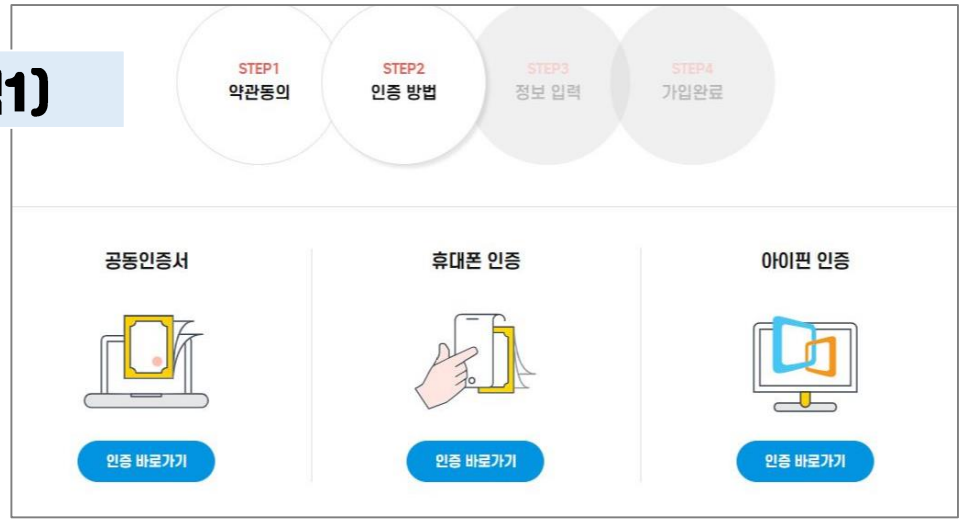 1)
STEP1
약관동의
STEP2
인증 방법
STEP3
정보 입력
STEP4
가입완료
공동인증서
휴대폰 인증
아이핀 인증
인증 바로가기
인증 바로가기
인증 바로가기